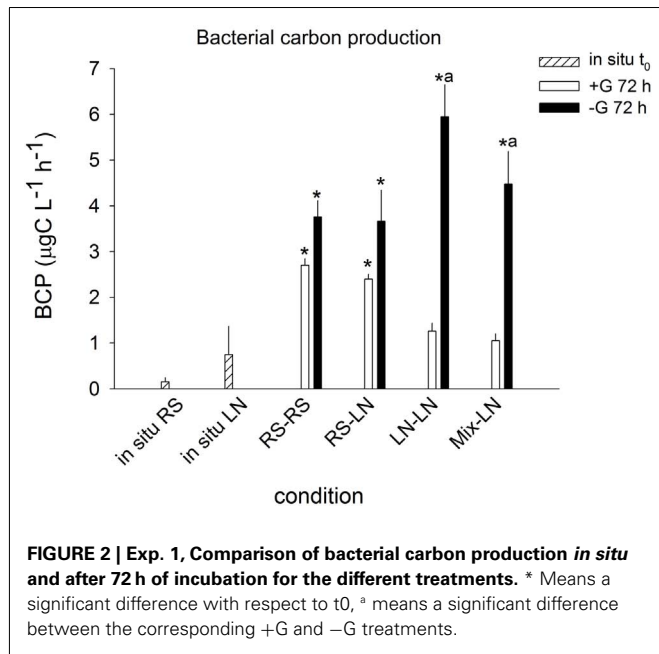 Bacterial carbon production
in situ t₀
+G 72 h
-G 72 h
7
6
5
4
3
2
1
0
BCP (µgC L⁻¹ h⁻¹)
*
*
*
*
*a
*a
in situ RS
in situ LN
RS-RS
RS-LN
LN-LN
Mix-LN
condition
FIGURE 2 | Exp. 1, Comparison of bacterial carbon production in situ
and after 72 h of incubation for the different treatments. * Means a
significant difference with respect to t0, ᵃ means a significant difference
between the corresponding +G and −G treatments.